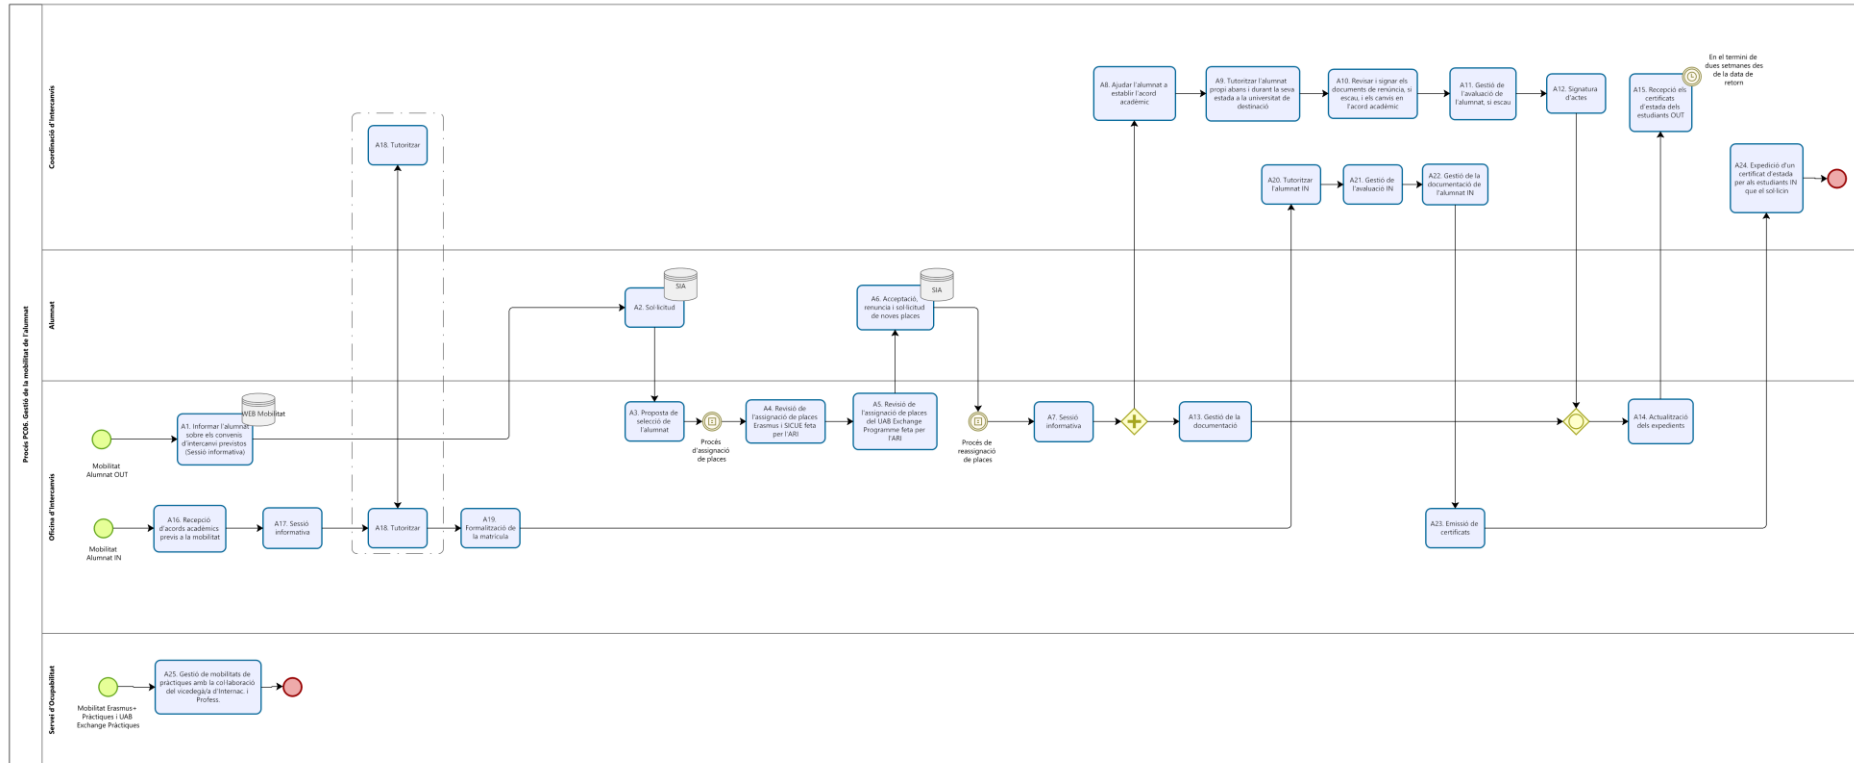 Procés PC06. Gestió de la mobilitat de l'alumnat
Coordinació d'Intercanvis
A18. Tutoritzar
A8. Ajudar l'alumnat a
establir l'acord
acadèmic
A9. Tutoritzar l'alumnat
propi abans i durant la seva
estada a la universitat de
destinació
A10. Revisar i signar els
documents de renúncia, si
escau, i els canvis en
l'acord acadèmic
A11. Gestió de
l'avaluació de
l'alumnat, si escau
A12. Signatura
d'actes
A15. Recepció els
certificats
d'estada dels
estudiants OUT
En el termini de
dues setmanes des
de la data de
retorn
A20. Tutoritzar
l'alumnat IN
A21. Gestió de
l'avaluació IN
A22. Gestió de la
documentació de
l'alumnat IN
A24. Expedició d'un
certificat d'estada
per als estudiants IN
que el sol·licin
Alumnat
A2. Sol·licitud
SIA
A6. Acceptació,
renuncia i sol·licitud
de noves places
SIA
Oficina d'Intercanvis
Mobilitat
Alumnat OUT
A1. Informar l'alumnat
sobre els convenis
d'intercanvi previstos
(Sessió informativa)
WEB Mobilitat
A3. Proposta de
selecció de
l'alumnat
Procés
d'assignació
de places
A4. Revisió de
l'assignació de places
Erasmus i SICUE feta
per l'ARI
A5. Revisió de
l'assignació de places
del UAB Exchange
Programme feta per
l'ARI
Procés de
reassignació
de places
A7. Sessió
informativa
A13. Gestió de la
documentació
A14. Actualització
dels expedients
Mobilitat
Alumnat IN
A16. Recepció
d'acords acadèmics
previs a la mobilitat
A17. Sessió
informativa
A18. Tutoritzar
A19.
Formalització de
la matrícula
A23. Emissió de
certificats
Servei d'Ocupabilitat
Mobilitat Erasmus+
Pràctiques i UAB
Exchange Pràctiques
A25. Gestió de mobilitats de
pràctiques amb la col·laboració
del vicedegà/a d'Internac. i
Profess.